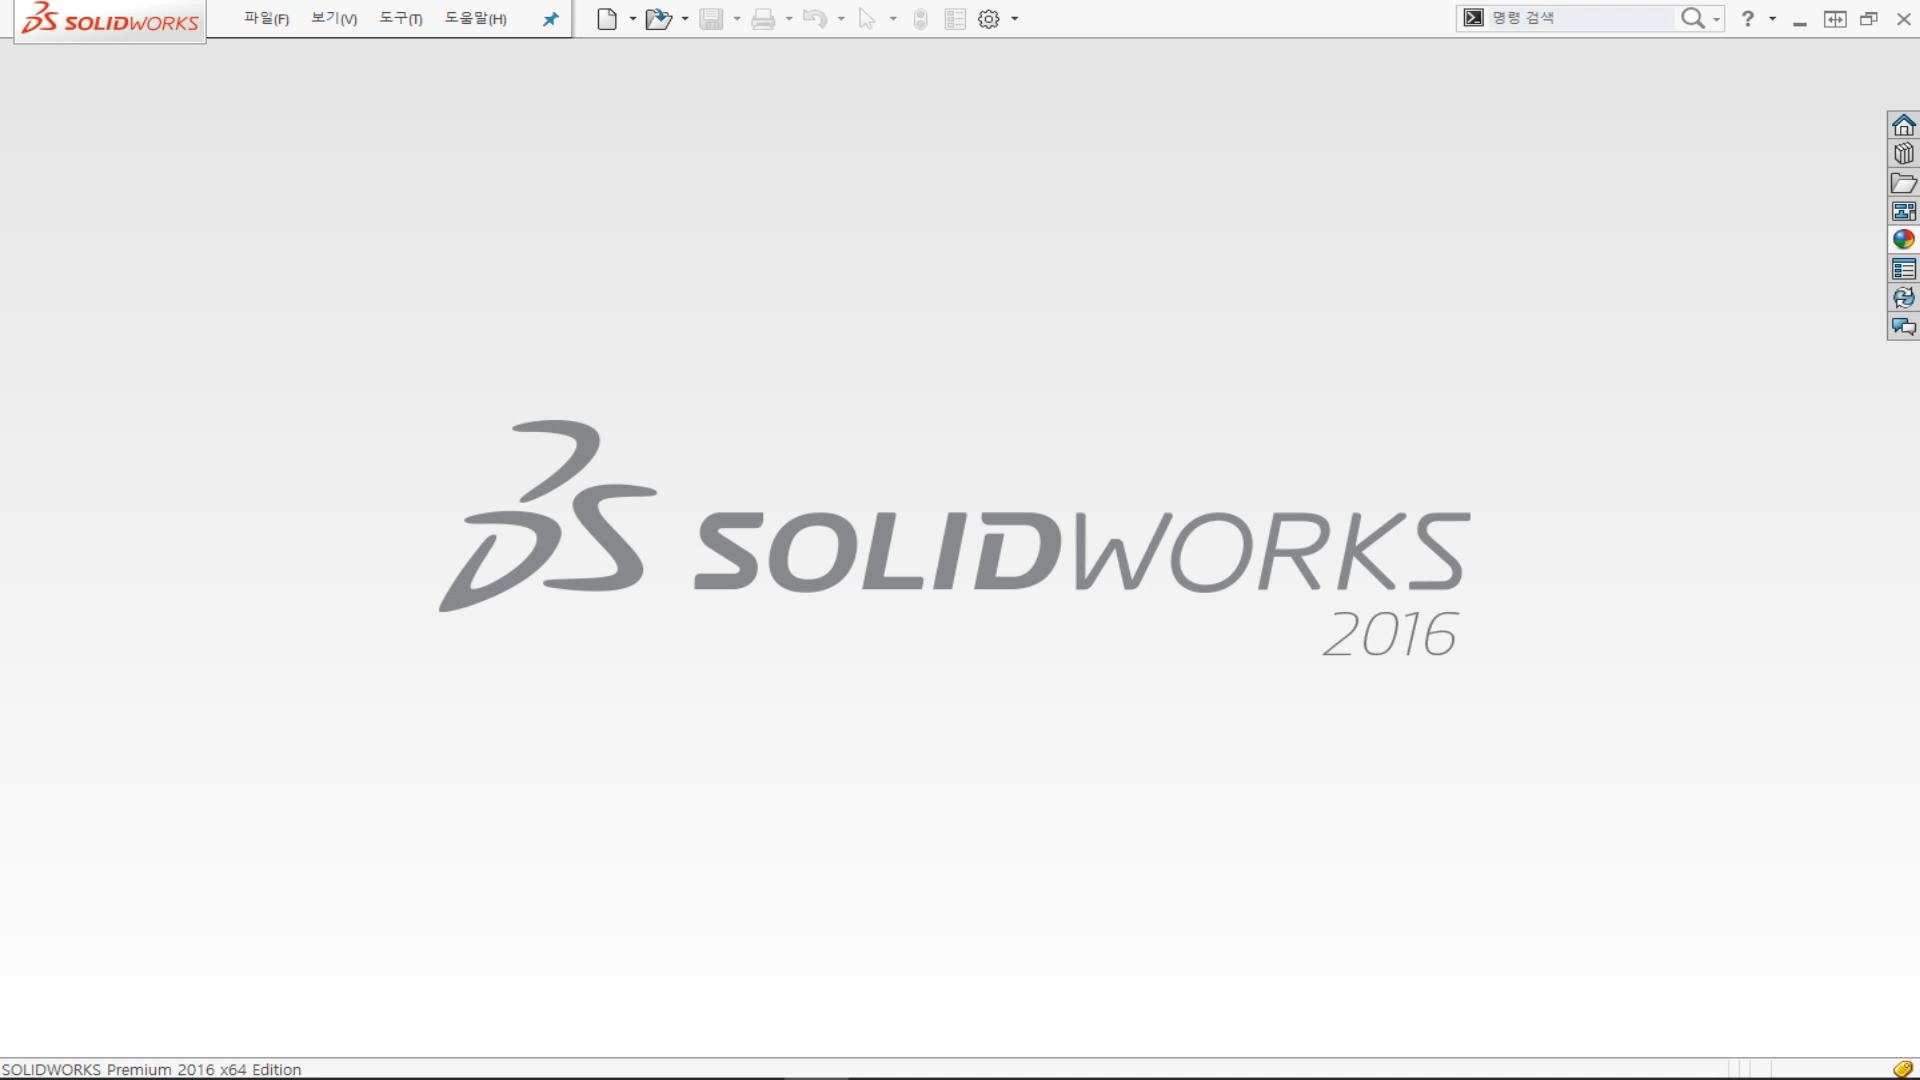 SOLIDWORKS 파일(F) 보기(V) 도구(T) 도움말(H) 명령 검색 ?
SOLIDWORKS
2016
SOLIDWORKS Premium 2016 x64 Edition